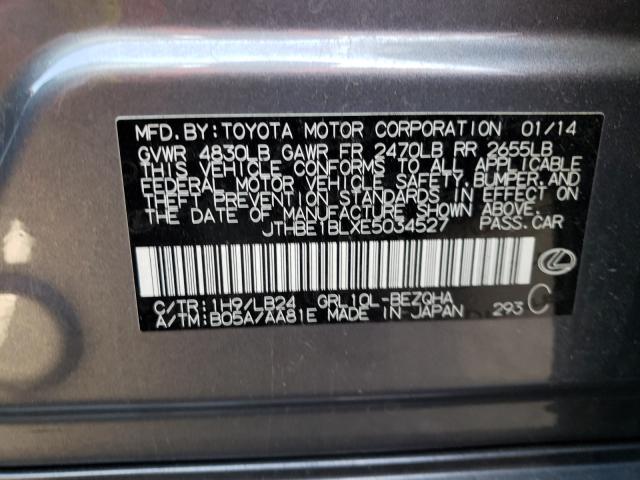 MFD. BY: TOYOTA MOTOR CORPORATION 01/14
GVWR 4830LB GAWR FR 2470LB RR 2655LB
THIS VEHICLE CONFORMS TO ALL APPLICABLE
FEDERAL MOTOR VEHICLE SAFETY, BUMPER, AND
THEFT PREVENTION STANDARDS IN EFFECT ON
THE DATE OF MANUFACTURE SHOWN ABOVE.
JTHBE1BLXE5034527 PASS. CAR
C/TR: 1H9/LB24 GRL10L-BEZQHA
A/TM: B05A/AA81E MADE IN JAPAN 293 C